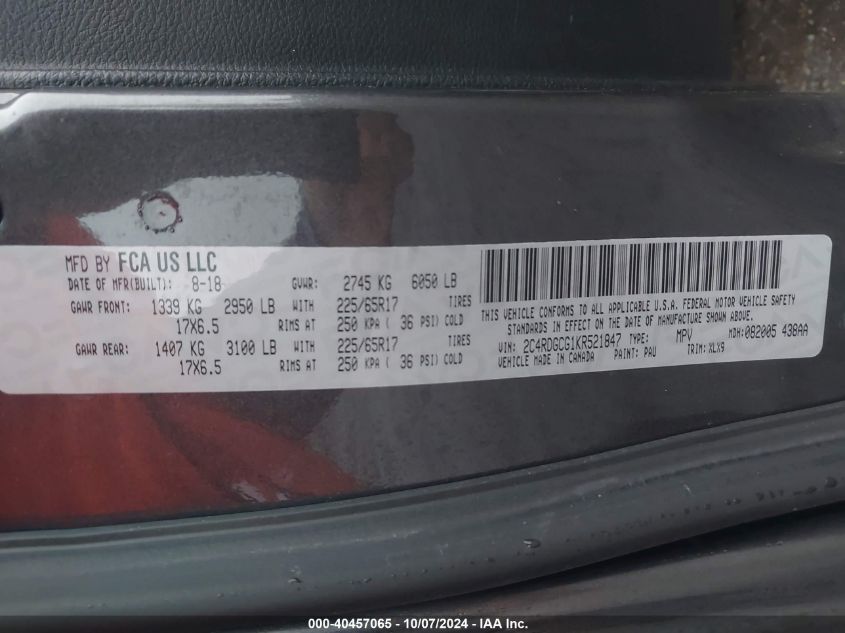 MFD BY FCA US LLC
DATE OF MFR(BUILT): 8-18 GVWR: 2745 KG 6050 LB
GAWR FRONT: 1339 KG 2950 LB WITH 225/65R17 TIRES
17X6.5 RIMS AT 250 KPA ( 36 PSI) COLD
GAWR REAR: 1407 KG 3100 LB WITH 225/65R17 TIRES
17X6.5 RIMS AT 250 KPA ( 36 PSI) COLD
THIS VEHICLE CONFORMS TO ALL APPLICABLE U.S.A. FEDERAL MOTOR VEHICLE SAFETY
STANDARDS IN EFFECT ON THE DATE OF MANUFACTURE SHOWN ABOVE.
VIN: 2C4RDGCG1KR521847 TYPE: MPV MDH: 082005 438AA
VEHICLE MADE IN CANADA PAINT: PAU TRIM: XLX9
000-40457065 - 10/07/2024 - IAA Inc.